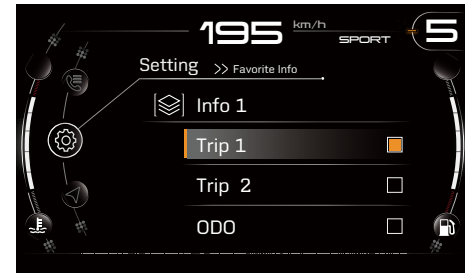 195 km/h SPORT 5
Setting >> Favorite Info
Info 1
Trip 1
Trip 2
ODO